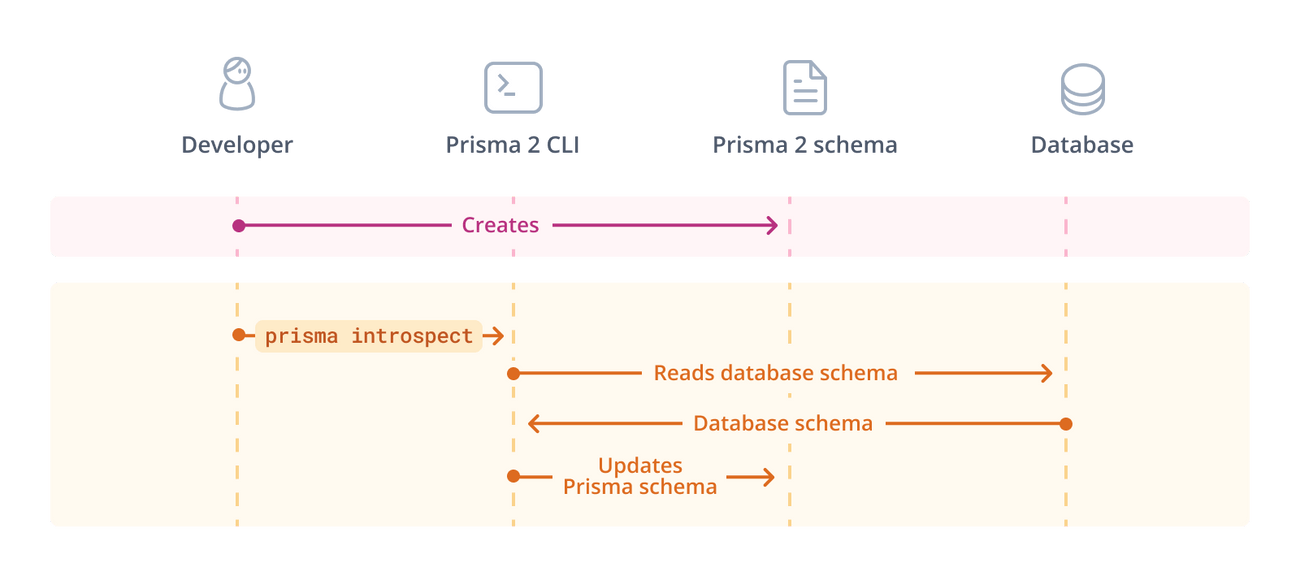 Developer
Prisma 2 CLI
Prisma 2 schema
Database
Creates
prisma introspect
Reads database schema
Database schema
Updates
Prisma schema